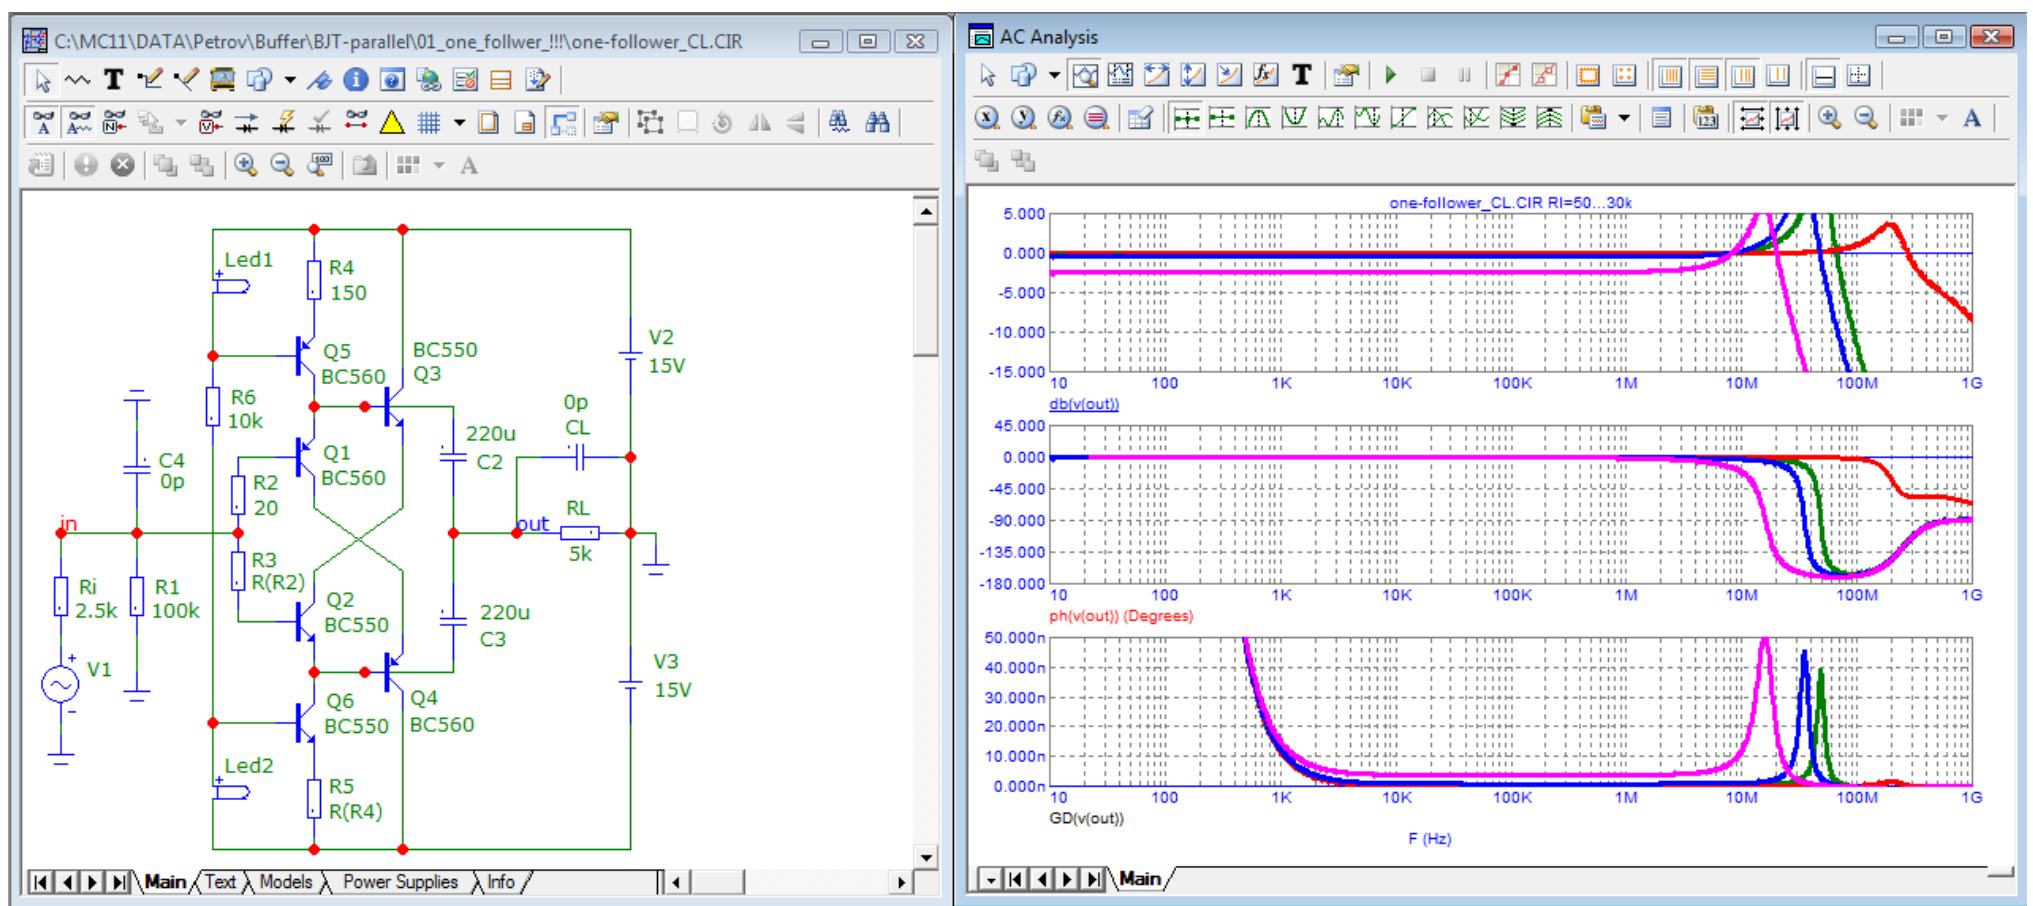 C:\MC11\DATA\Petrov\Buffer\BJT-parallel\01_one_follwer_!!!\one-follower_CL.CIR
Led1
R4
150
Q5
BC560
BC550
Q3
V2
15V
R6
10k
0p
CL
C4
0p
Q1
BC560
220u
C2
R2
20
in
out
RL
5k
R3
R(R2)
Ri
2.5k
R1
100k
Q2
BC550
220u
C3
V1
V3
15V
Q6
BC550
Q4
BC560
Led2
R5
R(R4)
Main Text Models Power Supplies Info
AC Analysis
one-follower_CL.CIR RI=50...30k
5.000
0.000
-5.000
-10.000
-15.000
10 100 1K 10K 100K 1M 10M 100M 1G
db(v(out))
45.000
0.000
-45.000
-90.000
-135.000
-180.000
10 100 1K 10K 100K 1M 10M 100M 1G
ph(v(out)) (Degrees)
50.000n
40.000n
30.000n
20.000n
10.000n
0.000n
10 100 1K 10K 100K 1M 10M 100M 1G
GD(v(out))
F (Hz)
Main